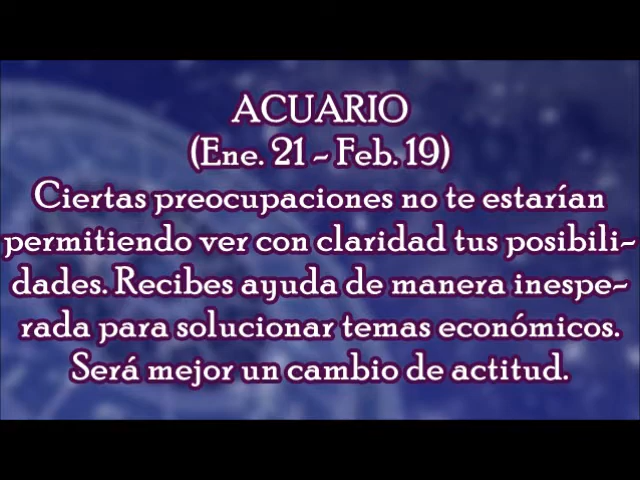 ACUARIO
(Ene. 21 - Feb. 19)
Ciertas preocupaciones no te estarían
permitiendo ver con claridad tus posibili-
dades. Recibes ayuda de manera inespe-
rada para solucionar temas económicos.
Será mejor un cambio de actitud.